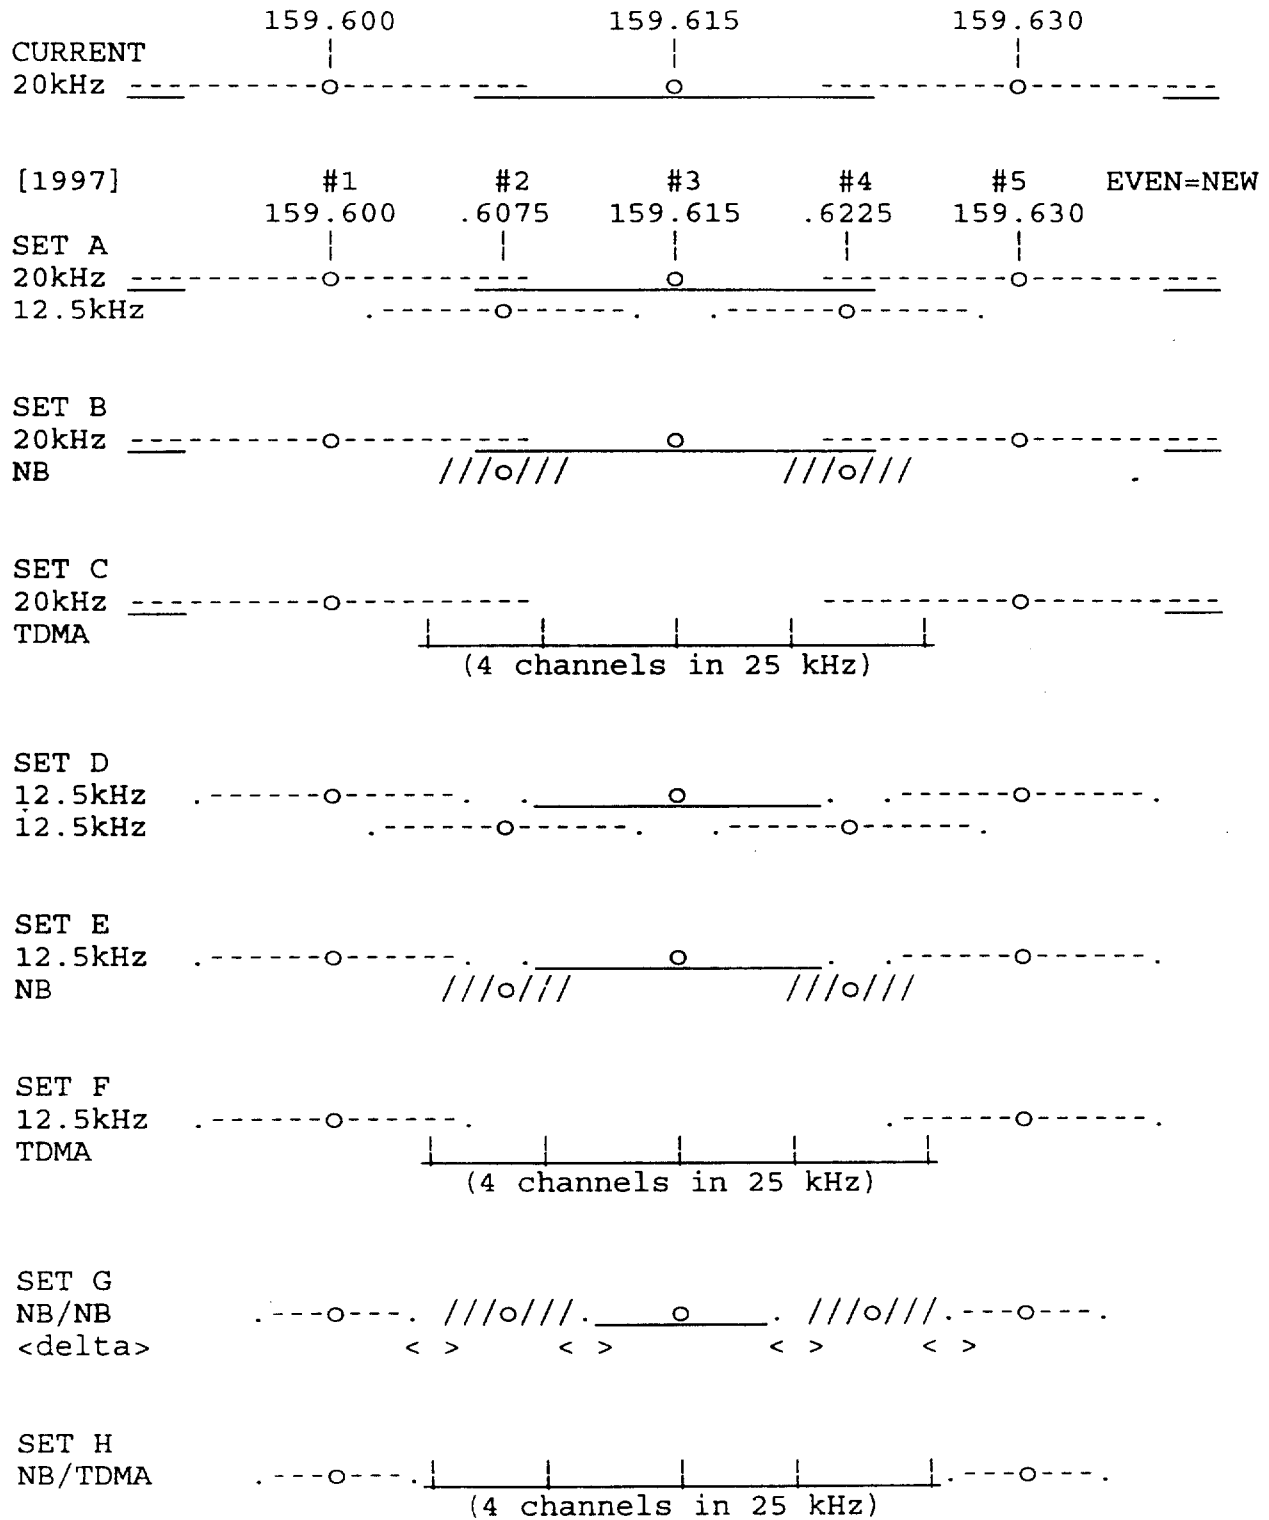 159.600 159.615 159.630
CURRENT
20kHz
[1997] #1 #2 #3 #4 #5 EVEN=NEW
159.600 .6075 159.615 .6225 159.630
SET A
20kHz
12.5kHz
SET B
20kHz
NB
SET C
20kHz
TDMA
(4 channels in 25 kHz)
SET D
12.5kHz
12.5kHz
SET E
12.5kHz
NB
SET F
12.5kHz
TDMA
(4 channels in 25 kHz)
SET G
NB/NB
<delta> < > < > < > < >
SET H
NB/TDMA
(4 channels in 25 kHz)